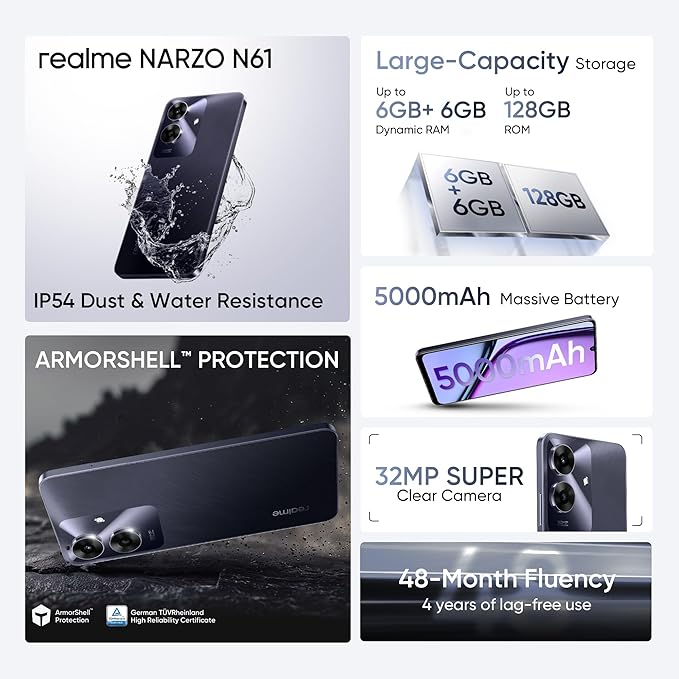 realme NARZO N61
IP54 Dust & Water Resistance
Large-Capacity Storage
Up to
6GB+ 6GB
Dynamic RAM
Up to
128GB
ROM
6GB
+
6GB
128GB
5000mAh Massive Battery
5000mAh
ARMORSHELL™ PROTECTION
realme
ArmorShell™
Protection
German TÜVRheinland
High Reliability Certificate
32MP SUPER
Clear Camera
48-Month Fluency
4 years of lag-free use